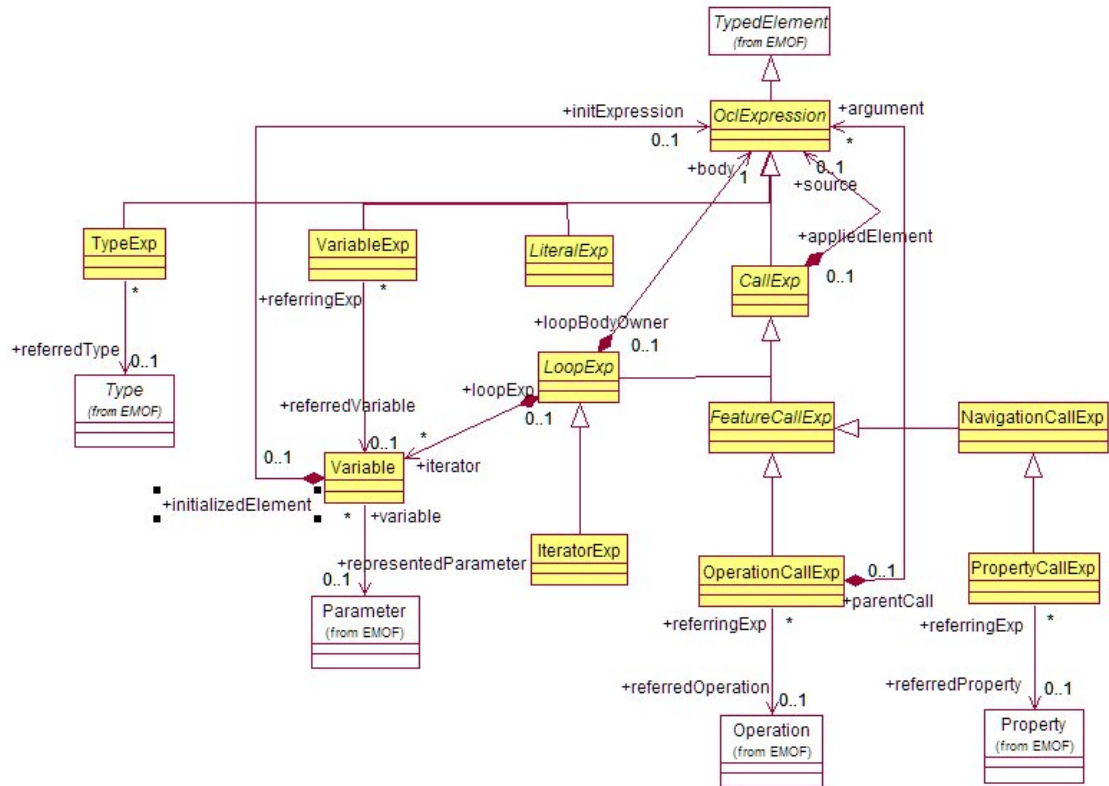 TypedElement
(from EMOF)
+initExpression
0..1
OclExpression
+argument
*
+body
1
0..1
+source
TypeExp
*
VariableExp
+referringExp
*
LiteralExp
+appliedElement
CallExp
0..1
+referredType
0..1
Type
(from EMOF)
+loopBodyOwner
0..1
LoopExp
+loopExp
0..1
+referredVariable
0..1
*
+iterator
FeatureCallExp
NavigationCallExp
0..1
Variable
+initializedElement
*
+variable
+representedParameter
0..1
Parameter
(from EMOF)
IteratorExp
OperationCallExp
0..1
+parentCall
+referringExp
*
PropertyCallExp
+referringExp
*
+referredOperation
0..1
Operation
(from EMOF)
+referredProperty
0..1
Property
(from EMOF)